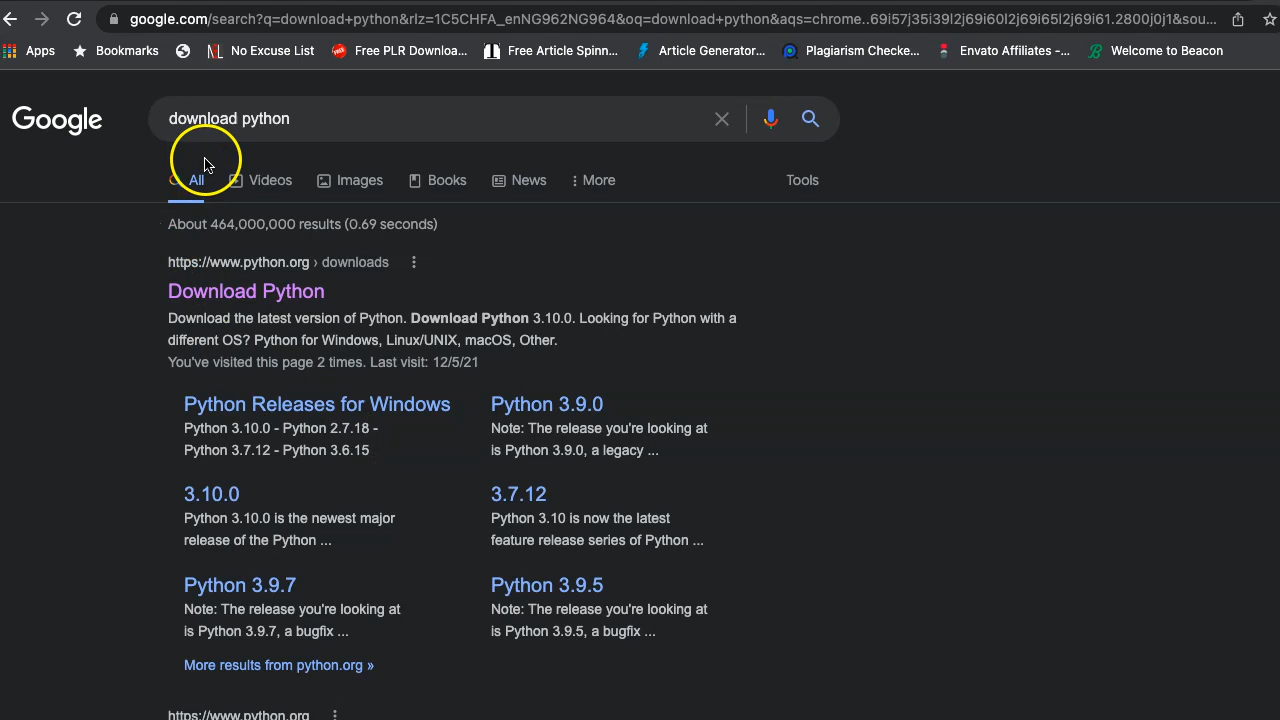 google.com/search?q=download+python&rlz=1C5CHFA_enNG962NG964&oq=download+python&aqs=chrome..69i57j35i39l2j69i60l2j69i65l2j69i61.2800j0j1&sou...
Apps Bookmarks No Excuse List Free PLR Downloa... Free Article Spinn... Article Generator... Plagiarism Checke... Envato Affiliates -... Welcome to Beacon
Google download python
All Videos Images Books News More Tools
About 464,000,000 results (0.69 seconds)
https://www.python.org › downloads
Download Python
Download the latest version of Python. Download Python 3.10.0. Looking for Python with a
different OS? Python for Windows, Linux/UNIX, macOS, Other.
You've visited this page 2 times. Last visit: 12/5/21
Python Releases for Windows
Python 3.10.0 - Python 2.7.18 -
Python 3.7.12 - Python 3.6.15
Python 3.9.0
Note: The release you're looking at
is Python 3.9.0, a legacy ...
3.10.0
Python 3.10.0 is the newest major
release of the Python ...
3.7.12
Python 3.10 is now the latest
feature release series of Python ...
Python 3.9.7
Note: The release you're looking at
is Python 3.9.7, a bugfix ...
Python 3.9.5
Note: The release you're looking at
is Python 3.9.5, a bugfix ...
More results from python.org »
https://www.python.org